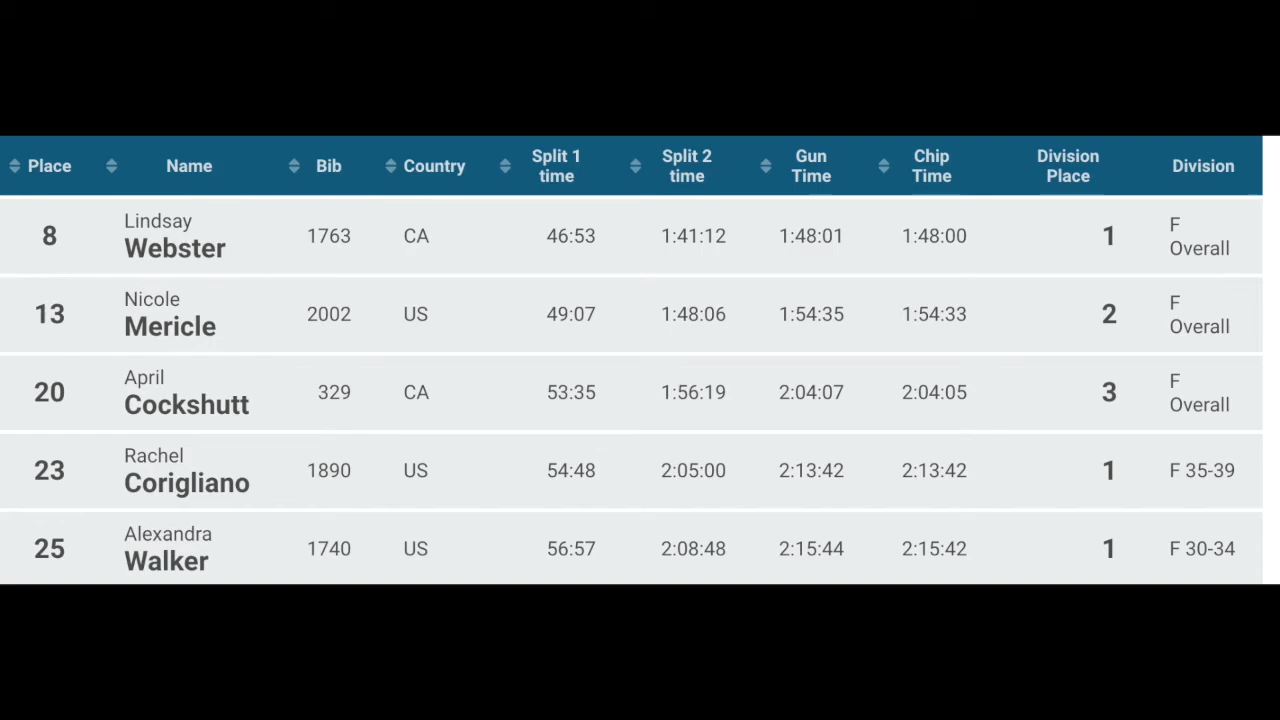 Place Name Bib Country Split 1 time Split 2 time Gun Time Chip Time Division Place Division
8 Lindsay Webster 1763 CA 46:53 1:41:12 1:48:01 1:48:00 1 F Overall
13 Nicole Mericle 2002 US 49:07 1:48:06 1:54:35 1:54:33 2 F Overall
20 April Cockshutt 329 CA 53:35 1:56:19 2:04:07 2:04:05 3 F Overall
23 Rachel Corigliano 1890 US 54:48 2:05:00 2:13:42 2:13:42 1 F 35-39
25 Alexandra Walker 1740 US 56:57 2:08:48 2:15:44 2:15:42 1 F 30-34